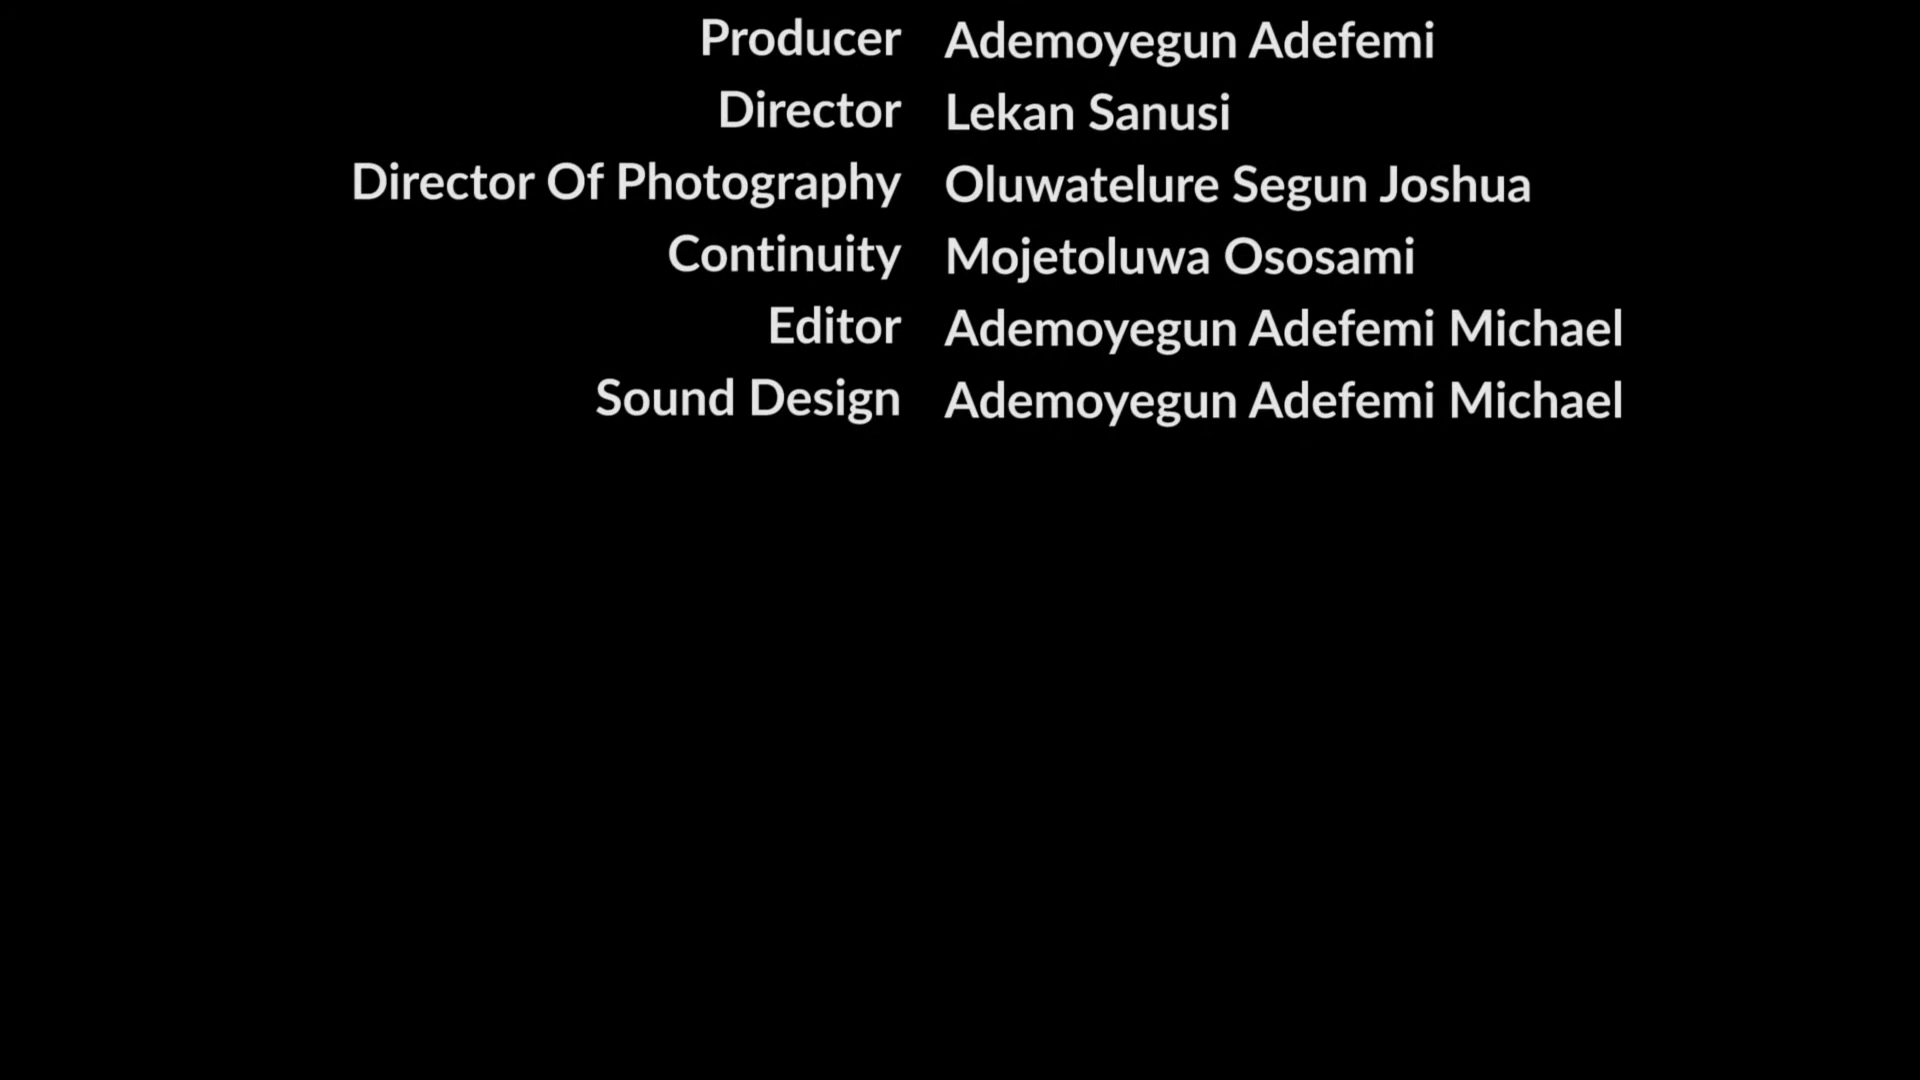 Producer Ademoyegun Adefemi
Director Lekan Sanusi
Director Of Photography Oluwatelure Segun Joshua
Continuity Mojetoluwa Ososami
Editor Ademoyegun Adefemi Michael
Sound Design Ademoyegun Adefemi Michael